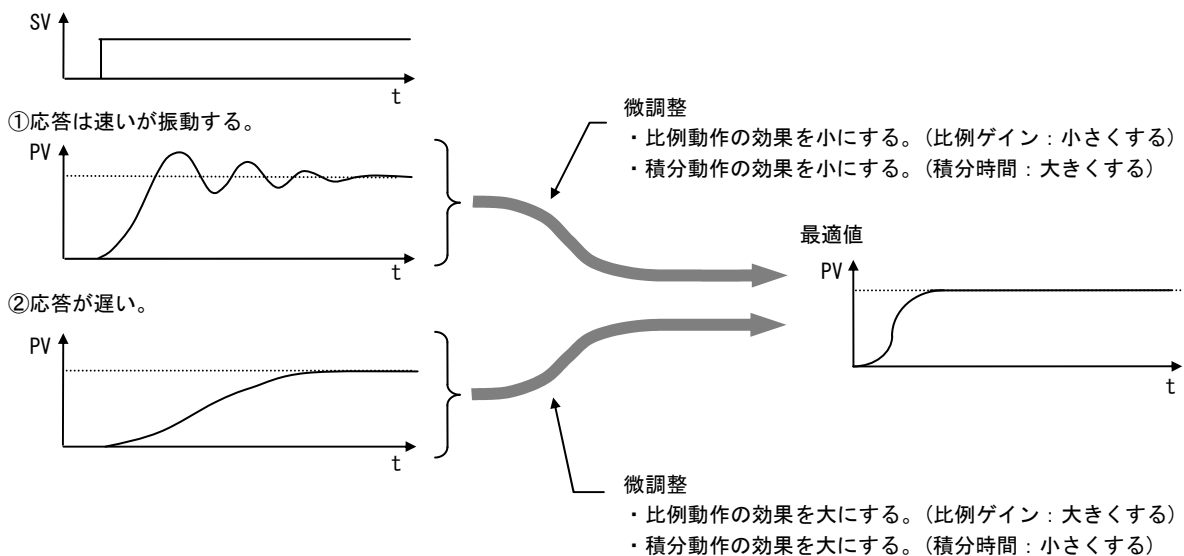 SV
t
①応答は速いが振動する。
PV
t
②応答が遅い。
PV
t
微調整
・比例動作の効果を小にする。(比例ゲイン：小さくする)
・積分動作の効果を小にする。(積分時間：大きくする)
最適値
PV
t
微調整
・比例動作の効果を大にする。(比例ゲイン：大きくする)
・積分動作の効果を大にする。(積分時間：小さくする)